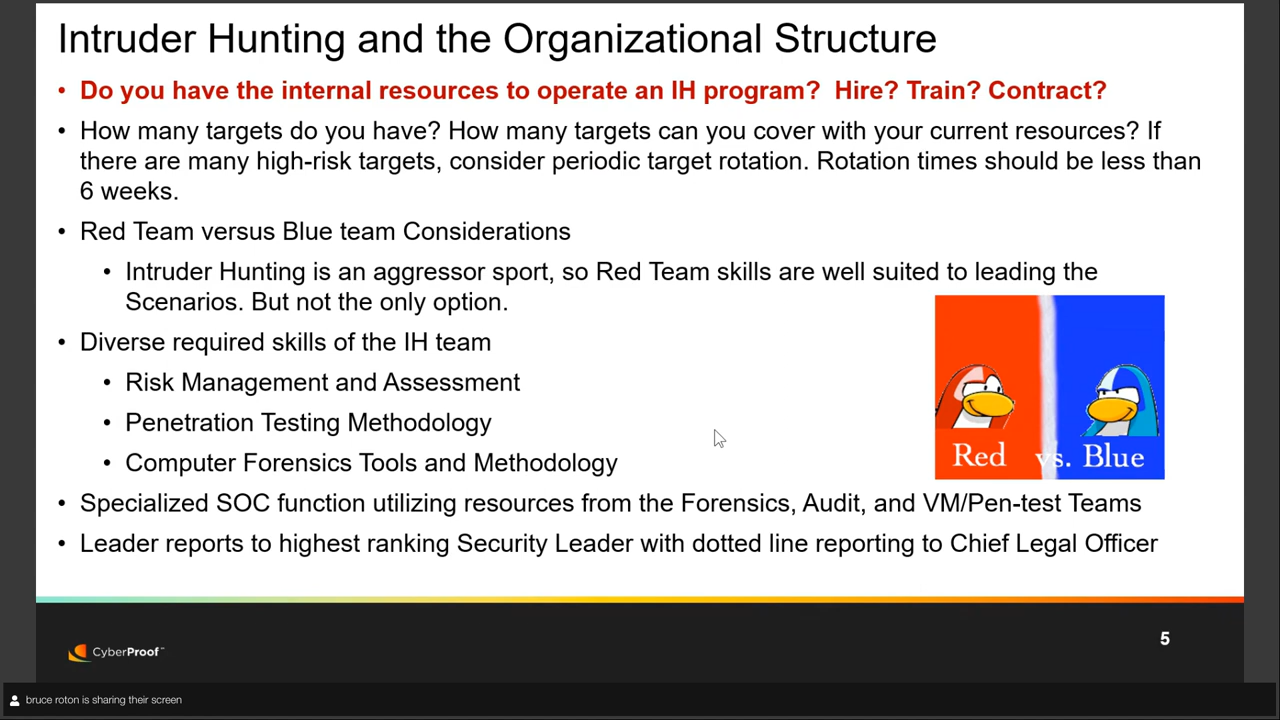 Intruder Hunting and the Organizational Structure
• Do you have the internal resources to operate an IH program?  Hire? Train? Contract?
• How many targets do you have? How many targets can you cover with your current resources? If
there are many high-risk targets, consider periodic target rotation. Rotation times should be less than
6 weeks.
• Red Team versus Blue team Considerations
• Intruder Hunting is an aggressor sport, so Red Team skills are well suited to leading the
Scenarios. But not the only option.
• Diverse required skills of the IH team
• Risk Management and Assessment
• Penetration Testing Methodology
• Computer Forensics Tools and Methodology
Red vs. Blue
• Specialized SOC function utilizing resources from the Forensics, Audit, and VM/Pen-test Teams
• Leader reports to highest ranking Security Leader with dotted line reporting to Chief Legal Officer
5
CyberProof™
bruce roton is sharing their screen